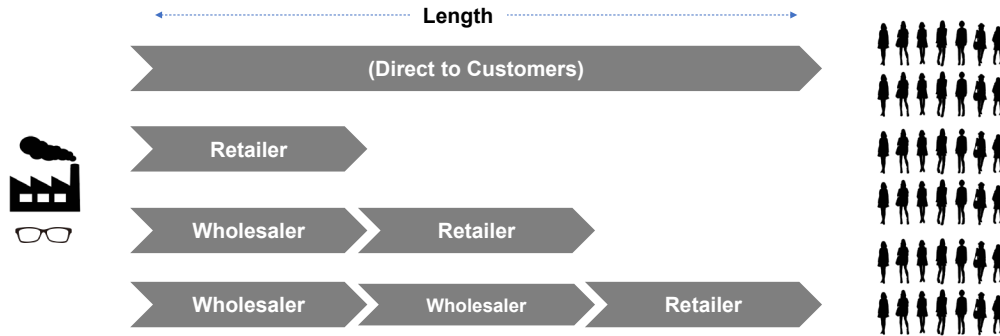 Length
(Direct to Customers)
Retailer
Wholesaler Retailer
Wholesaler Wholesaler Retailer